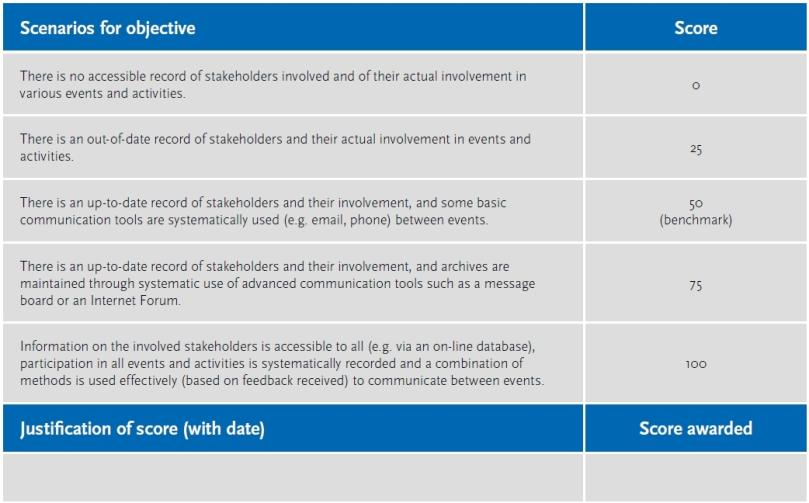 Scenarios for objective
Score
There is no accessible record of stakeholders involved and of their actual involvement in
various events and activities.
0
There is an out-of-date record of stakeholders and their actual involvement in events and
activities.
25
There is an up-to-date record of stakeholders and their involvement, and some basic
communication tools are systematically used (e.g. email, phone) between events.
50
(benchmark)
There is an up-to-date record of stakeholders and their involvement, and archives are
maintained through systematic use of advanced communication tools such as a message
board or an Internet Forum.
75
Information on the involved stakeholders is accessible to all (e.g. via an on-line database),
participation in all events and activities is systematically recorded and a combination of
methods is used effectively (based on feedback received) to communicate between events.
100
Justification of score (with date)
Score awarded